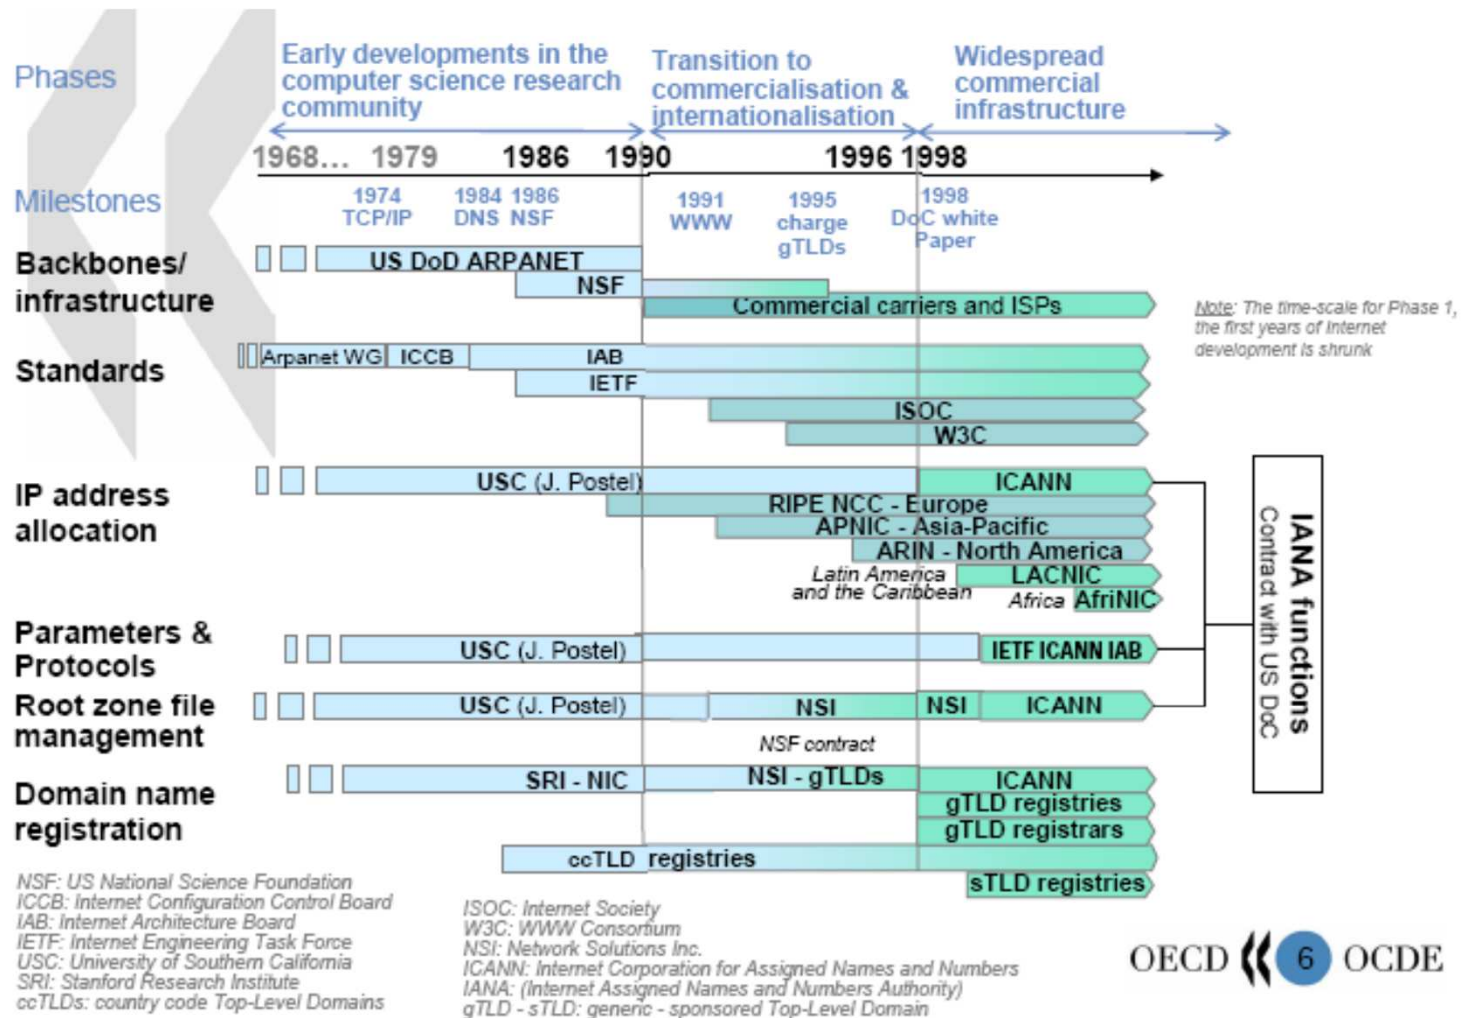 Phases
Early developments in the
computer science research
community
Transition to
commercialisation &
internationalisation
Widespread
commercial
infrastructure
1968... 1979 1986 1990 1996 1998
Milestones
1974
TCP/IP
1984
DNS
1986
NSF
1991
WWW
1995
charge
gTLDs
1998
DoC white
Paper
Backbones/
infrastructure
US DoD ARPANET
NSF
Commercial carriers and ISPs
Note: The time-scale for Phase 1,
the first years of Internet
development is shrunk
Standards
Arpanet WG ICCB IAB
IETF
ISOC
W3C
IP address
allocation
USC (J. Postel) ICANN
RIPE NCC - Europe
APNIC - Asia-Pacific
ARIN - North America
Latin America
and the Caribbean
LACNIC
Africa AfriNIC
Parameters &
Protocols
USC (J. Postel) IETF ICANN IAB
Root zone file
management
USC (J. Postel) NSI NSI ICANN
NSF contract
Domain name
registration
SRI - NIC NSI - gTLDs ICANN
gTLD registries
gTLD registrars
ccTLD registries
sTLD registries
IANA functions
Contract with US DoC
NSF: US National Science Foundation
ICCB: Internet Configuration Control Board
IAB: Internet Architecture Board
IETF: Internet Engineering Task Force
USC: University of Southern California
SRI: Stanford Research Institute
ccTLDs: country code Top-Level Domains
ISOC: Internet Society
W3C: WWW Consortium
NSI: Network Solutions Inc.
ICANN: Internet Corporation for Assigned Names and Numbers
IANA: (Internet Assigned Names and Numbers Authority)
gTLD - sTLD: generic - sponsored Top-Level Domain
OECD 6 OCDE